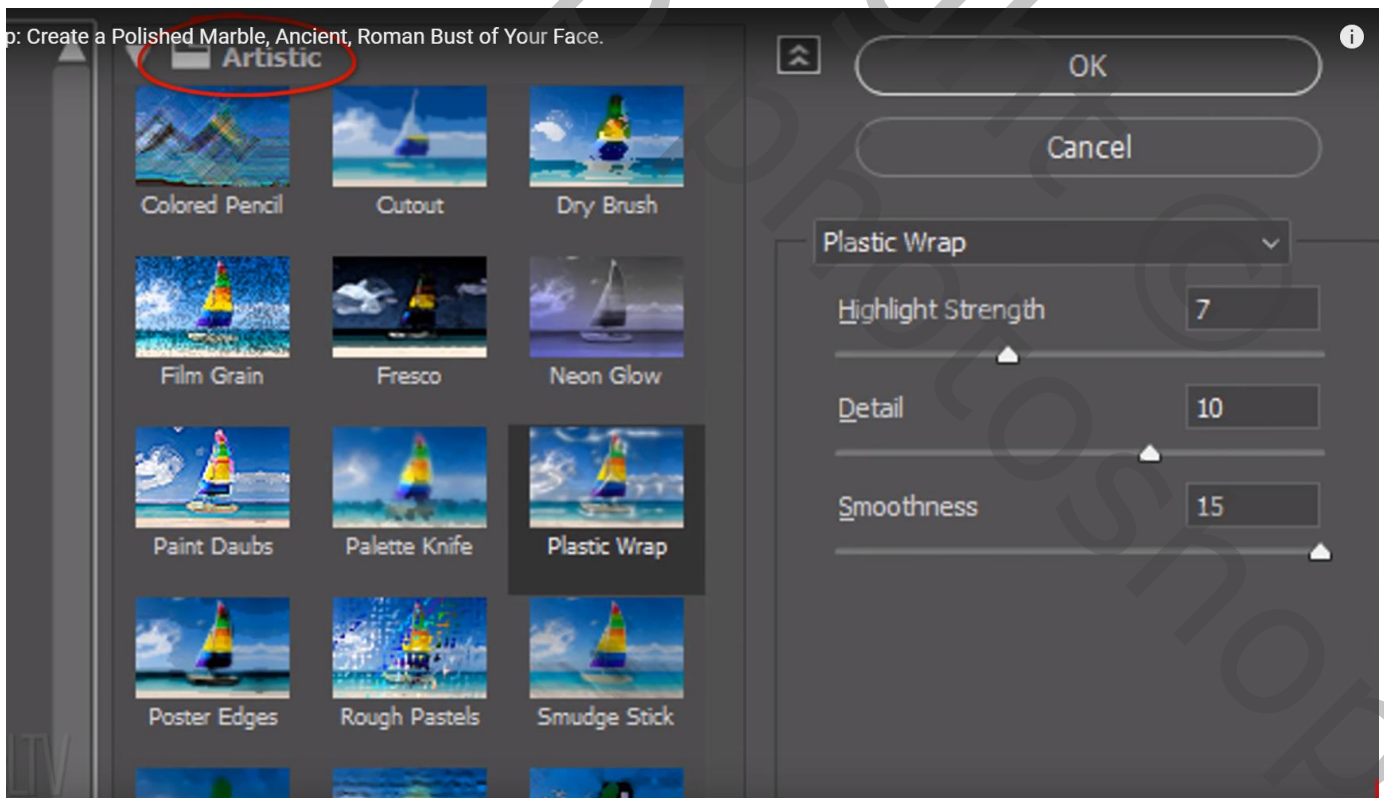 p: Create a Polished Marble, Ancient, Roman Bust of Your Face.
Artistic
Colored Pencil
Cutout
Dry Brush
Film Grain
Fresco
Neon Glow
Paint Daubs
Palette Knife
Plastic Wrap
Poster Edges
Rough Pastels
Smudge Stick
OK
Cancel
Plastic Wrap
Highlight Strength 7
Detail 10
Smoothness 15
LTV